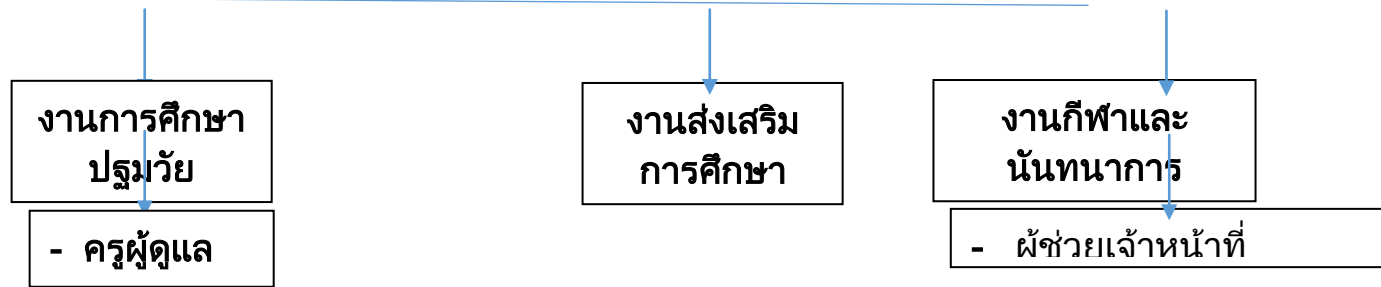 งานการศึกษา
ปฐมวัย
งานส่งเสริม
การศึกษา
งานกีฬาและ
นันทนาการ
- ครูผู้ดูแล
- ผู้ช่วยเจ้าหน้าที่